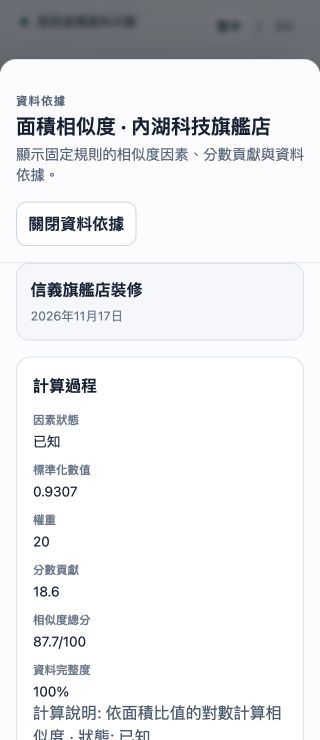 資料依據
面積相似度 · 內湖科技旗艦店
顯示固定規則的相似度因素、分數貢獻與資料
依據。
關閉資料依據
信義旗艦店裝修
2026年11月17日
計算過程
因素狀態
已知
標準化數值
0.9307
權重
20
分數貢獻
18.6
相似度總分
87.7/100
資料完整度
100%
計算說明: 依面積比值的對數計算相
似度 · 狀態: 已知